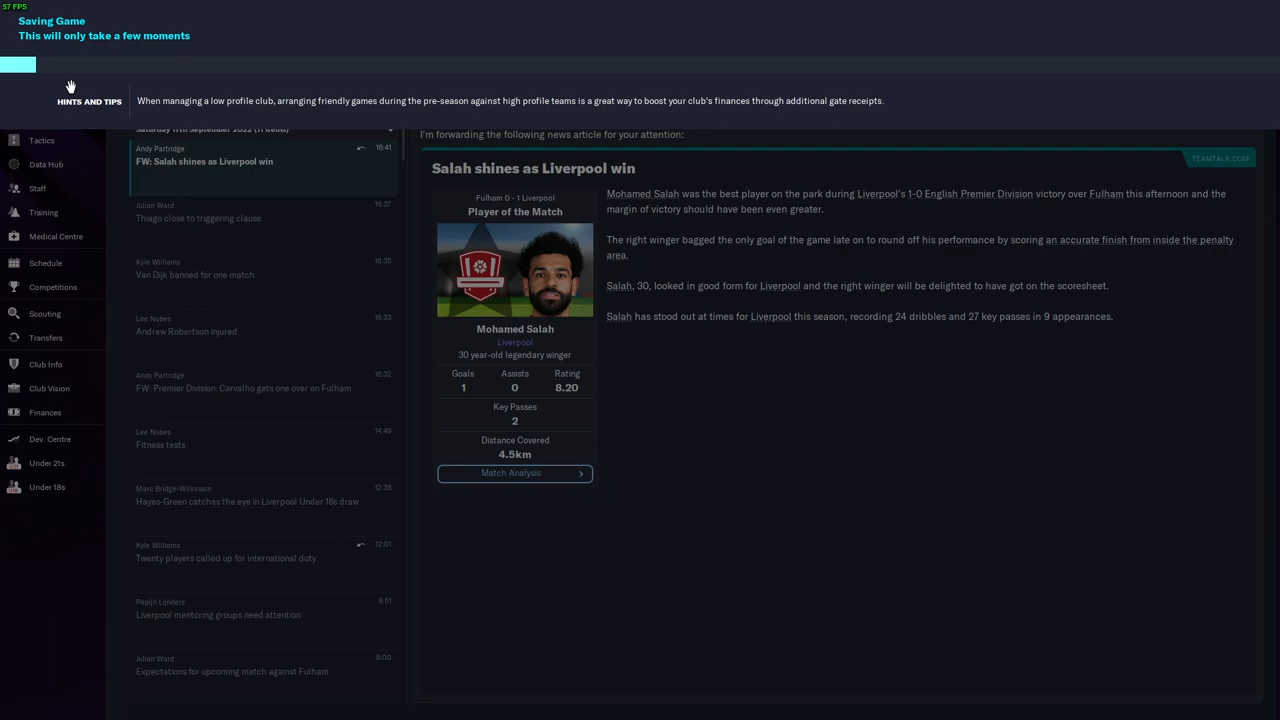 57 FPS
Saving Game
This will only take a few moments
HINTS AND TIPS
When managing a low profile club, arranging friendly games during the pre-season against high profile teams is a great way to boost your club's finances through additional gate receipts.
Tactics
Data Hub
Staff
Training
Medical Centre
Schedule
Competitions
Scouting
Transfers
Club Info
Club Vision
Finances
Dev. Centre
Under 21s
Under 18s
Saturday 17th September 2022 (11 items)
Andy Partridge 16:41
FW: Salah shines as Liverpool win
Julian Ward 16:37
Thiago close to triggering clause
Kyle Williams 16:35
Van Dijk banned for one match
Lee Nobes 16:33
Andrew Robertson injured
Andy Partridge 16:32
FW: Premier Division: Carvalho gets one over on Fulham
Lee Nobes 14:49
Fitness tests
Marc Bridge-Wilkinson 12:38
Hayes-Green catches the eye in Liverpool Under 18s draw
Kyle Williams 12:01
Twenty players called up for international duty
Pepijn Lijnders 8:51
Liverpool mentoring groups need attention
Julian Ward 8:00
Expectations for upcoming match against Fulham
I'm forwarding the following news article for your attention:
TEAMTALK.COM
Salah shines as Liverpool win
Fulham 0 - 1 Liverpool
Player of the Match
Mohamed Salah
Liverpool
30 year-old legendary winger
Goals Assists Rating
1 0 8.20
Key Passes
2
Distance Covered
4.5km
Match Analysis
Mohamed Salah was the best player on the park during Liverpool's 1-0 English Premier Division victory over Fulham this afternoon and the
margin of victory should have been even greater.
The right winger bagged the only goal of the game late on to round off his performance by scoring an accurate finish from inside the penalty
area.
Salah, 30, looked in good form for Liverpool and the right winger will be delighted to have got on the scoresheet.
Salah has stood out at times for Liverpool this season, recording 24 dribbles and 27 key passes in 9 appearances.